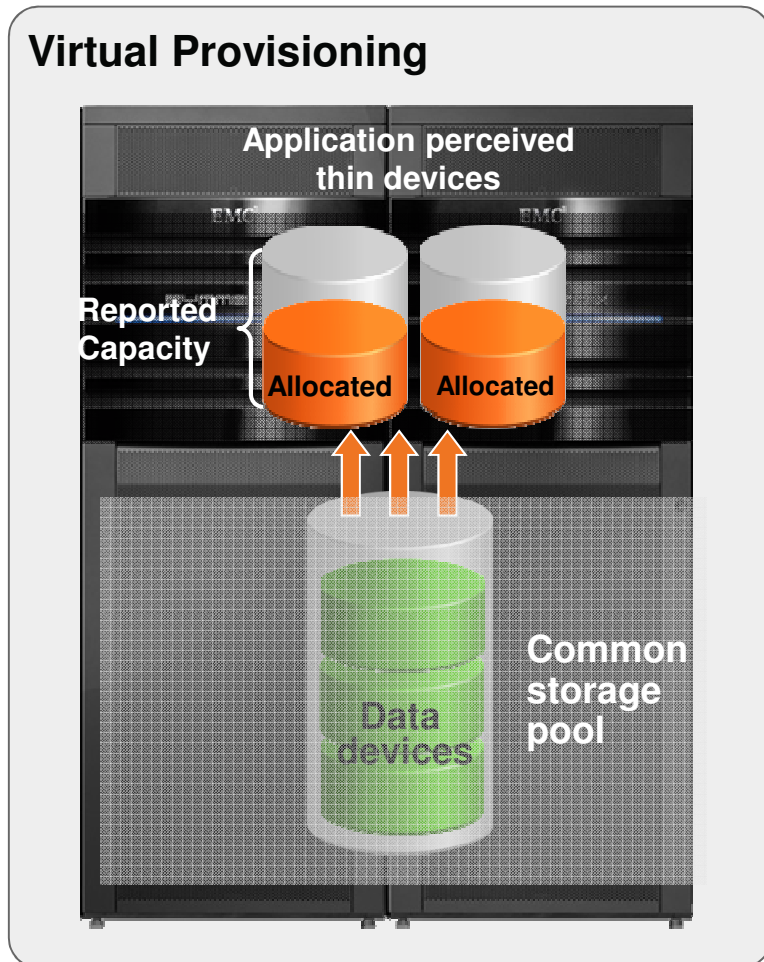 Virtual Provisioning
Application perceived
thin devices
EMC
EMC
Reported
Capacity
Allocated
Allocated
Data
devices
Common
storage
pool